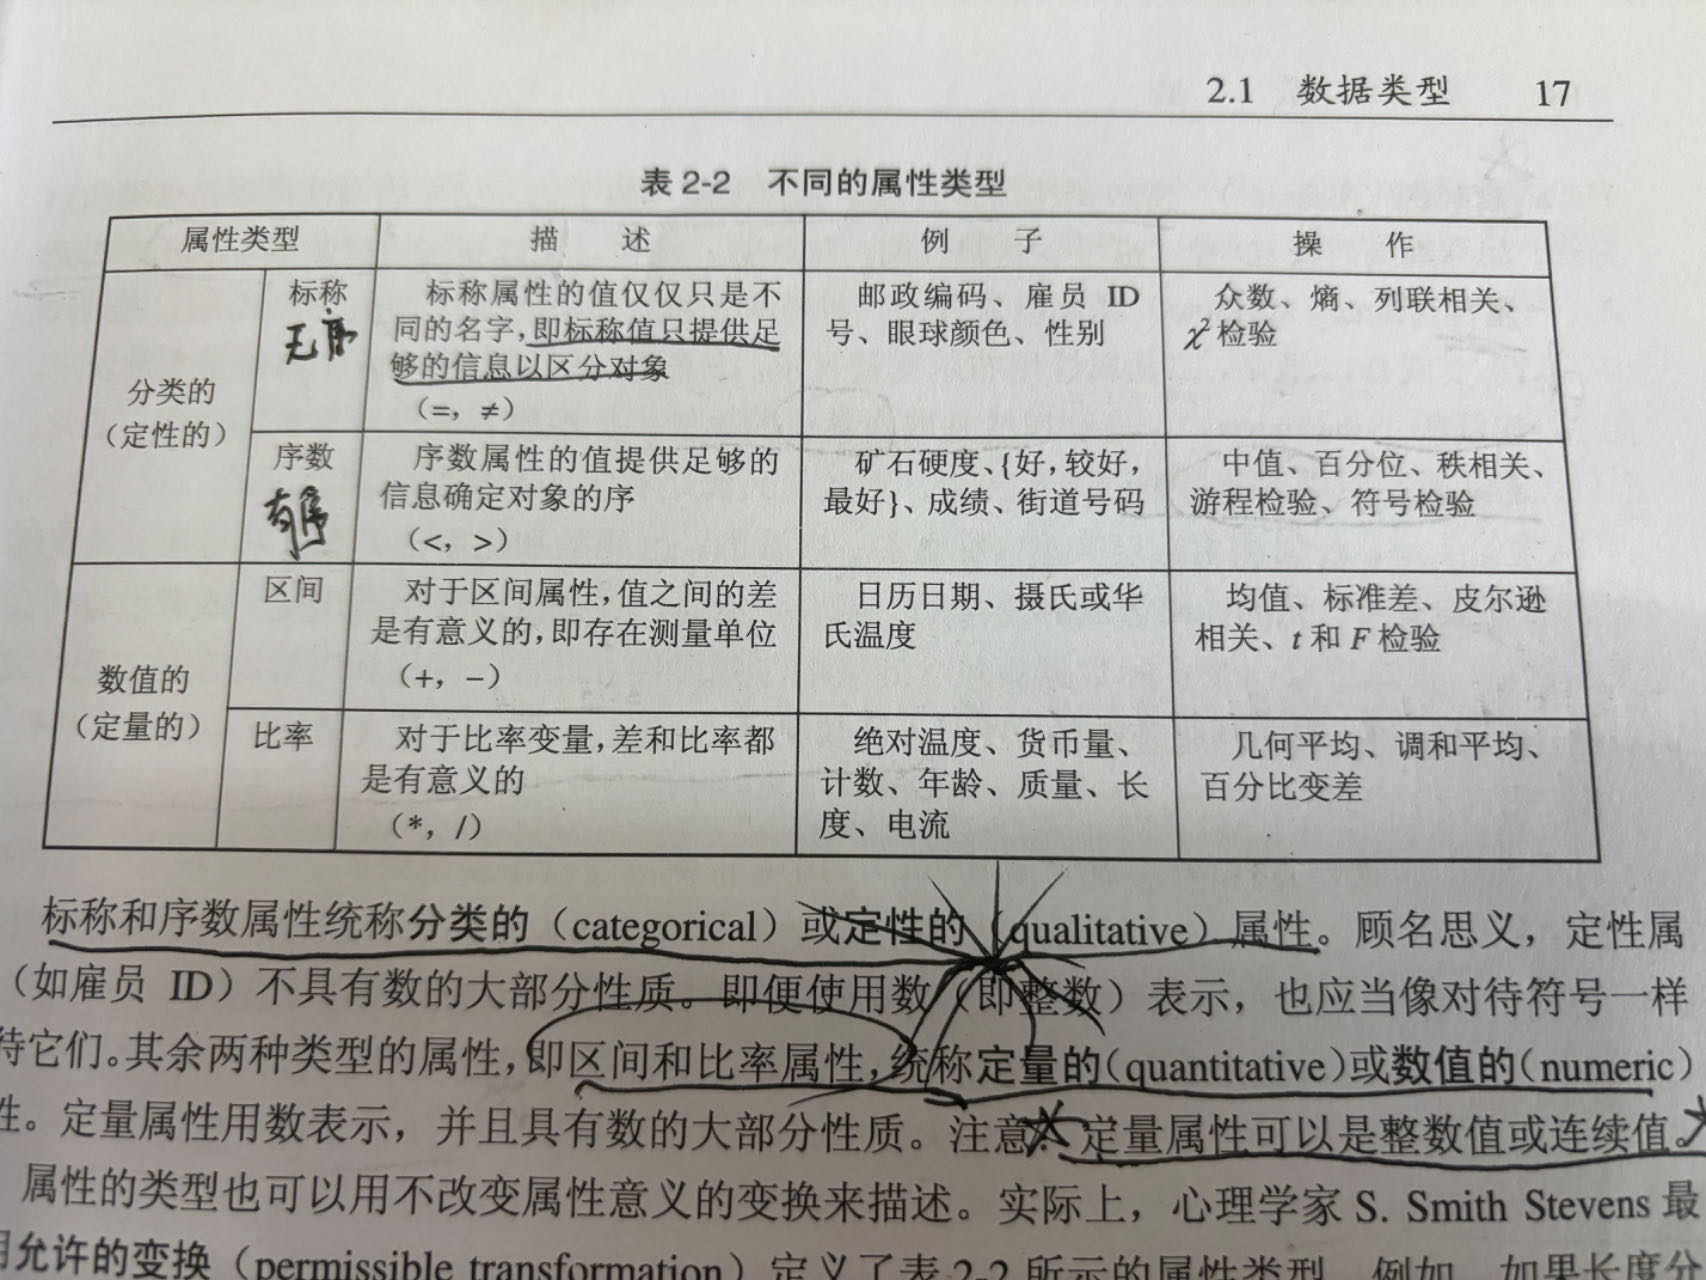 2.1 数据类型 17
表 2-2 不同的属性类型
属性类型 描 述 例 子 操 作
分类的
(定性的)
标称
无序
标称属性的值仅仅只是不
同的名字,即标称值只提供足
够的信息以区分对象
(=, ≠)
邮政编码、雇员 ID
号、眼球颜色、性别
众数、熵、列联相关、
χ²检验
序数
有序
序数属性的值提供足够的
信息确定对象的序
(<, >)
矿石硬度、{好,较好,
最好}、成绩、街道号码
中值、百分位、秩相关、
游程检验、符号检验
数值的
(定量的)
区间
对于区间属性,值之间的差
是有意义的,即存在测量单位
(+, -)
日历日期、摄氏或华
氏温度
均值、标准差、皮尔逊
相关、t 和 F 检验
比率
对于比率变量,差和比率都
是有意义的
(*, /)
绝对温度、货币量、
计数、年龄、质量、长
度、电流
几何平均、调和平均、
百分比变差
标称和序数属性统称分类的(categorical)或定性的(qualitative)属性。顾名思义,定性属
(如雇员 ID)不具有数的大部分性质。即便使用数(即整数)表示,也应当像对待符号一样
待它们。其余两种类型的属性,即区间和比率属性,统称定量的(quantitative)或数值的(numeric)
性。定量属性用数表示,并且具有数的大部分性质。注意:定量属性可以是整数值或连续值。
属性的类型也可以用不改变属性意义的变换来描述。实际上,心理学家 S. Smith Stevens 最
允许的变换(permissible transformation)定义了表 2-2 所示的属性类型。例如,如果长度分